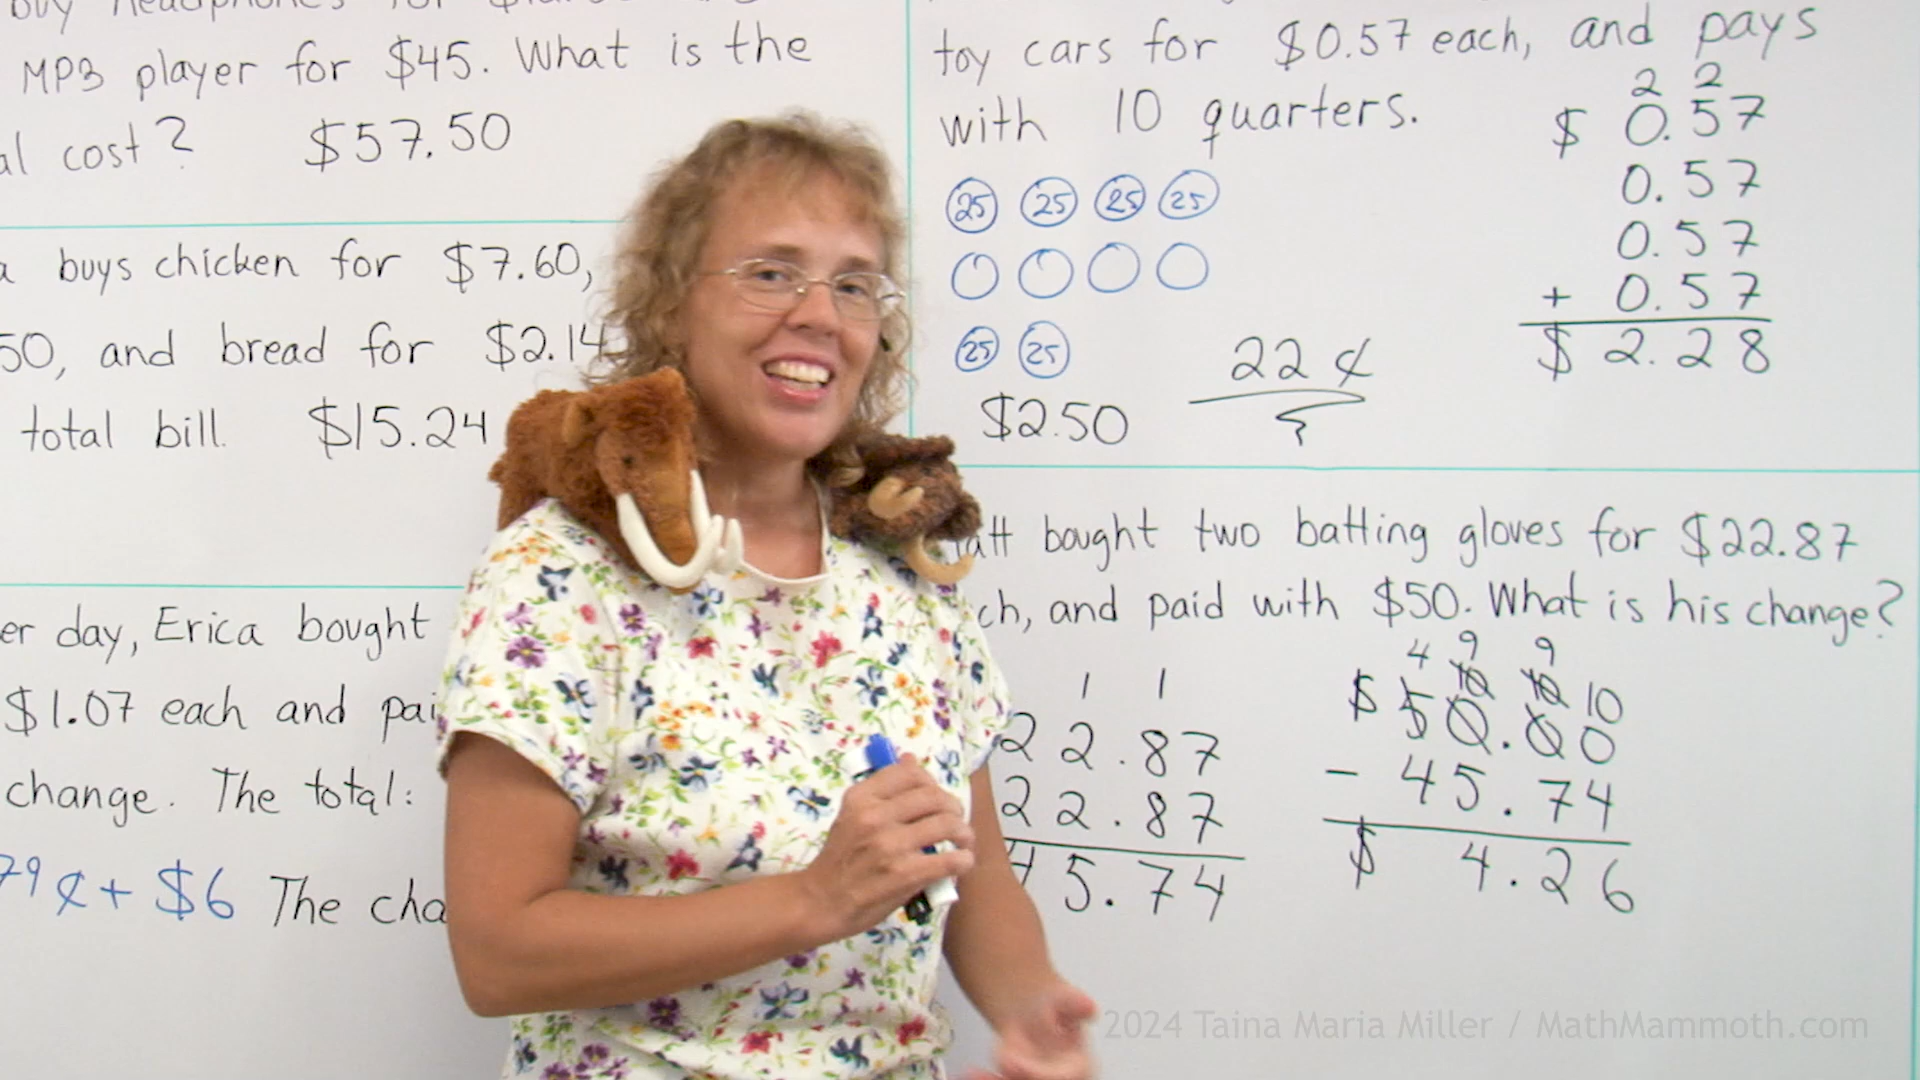 MP3 player for $45. What is the
cost? $57.50
buys chicken for $7.60,
50, and bread for $2.14
total bill. $15.24
day, Erica bought
$1.07 each and
change. The total:
79¢ + $6 The
toy cars for $0.57 each, and pays
with 10 quarters.
25 25 25 25
25 25
$2.50
22 ¢
2 2
$ 0.57
0.57
0.57
+ 0.57
$ 2.28
bought two batting gloves for $22.87
and paid with $50. What is his change?
1 1
22.87
22.87
45.74
4 9 9
10 10 10
$ 50.00
- 45.74
$ 4.26
2024 Taina Maria Miller / MathMammoth.com